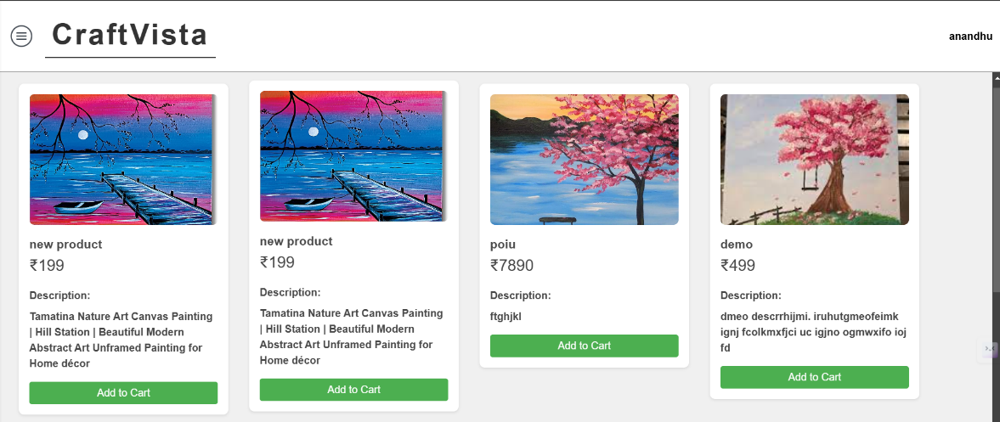 CraftVista
anandhu
new product
₹199
Description:
Tamatina Nature Art Canvas Painting
| Hill Station | Beautiful Modern
Abstract Art Unframed Painting for
Home décor
Add to Cart
new product
₹199
Description:
Tamatina Nature Art Canvas Painting
| Hill Station | Beautiful Modern
Abstract Art Unframed Painting for
Home décor
Add to Cart
poiu
₹7890
Description:
ftghjkl
Add to Cart
demo
₹499
Description:
dmeo descrrhijmi. iruhutgmeofeimk
ignj fcolkmxfjci uc igino ogmwxifo ioj
fd
Add to Cart